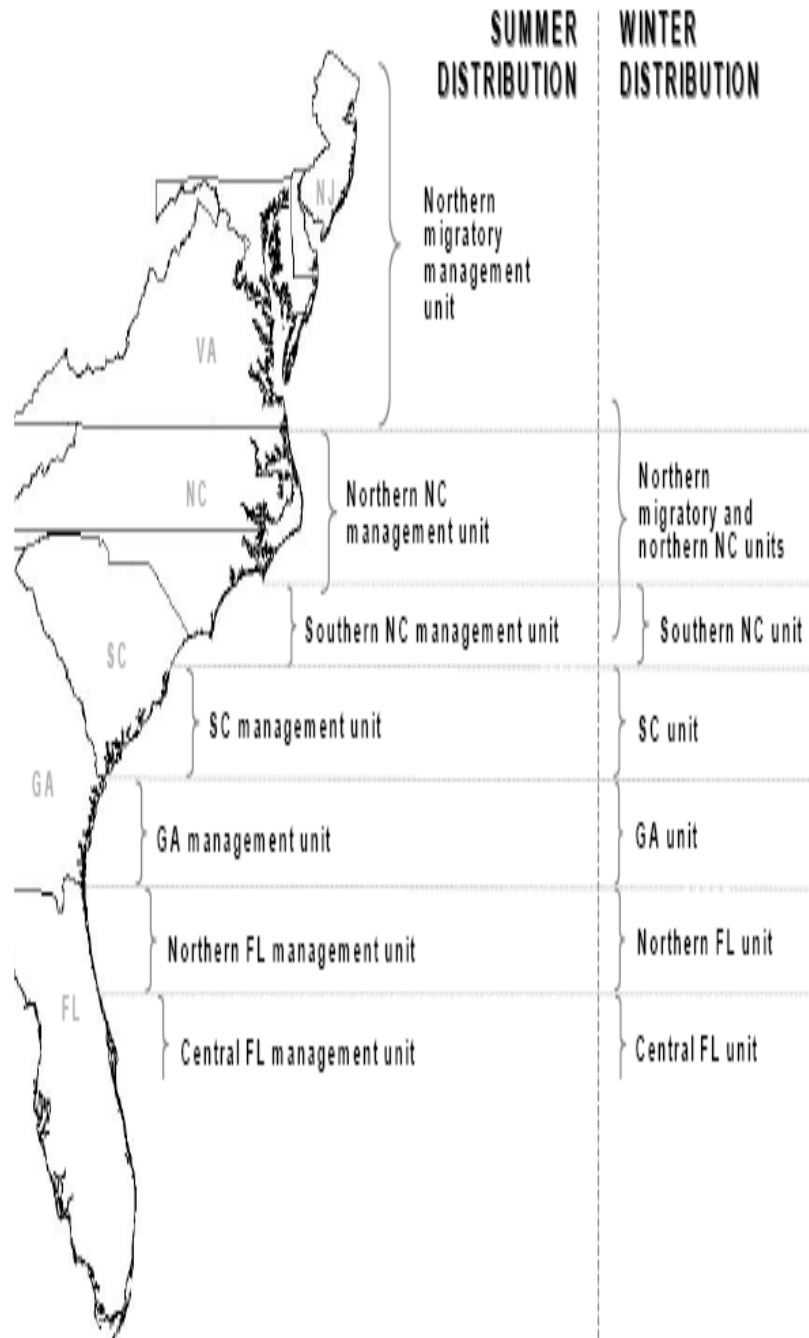 SUMMER
DISTRIBUTION
WINTER
DISTRIBUTION
NJ
Northern
migratory
management
unit
VA
NC
Northern NC
management unit
Northern
migratory and
northern NC units
Southern NC management unit
Southern NC unit
SC
SC management unit
SC unit
GA
GA management unit
GA unit
Northern FL management unit
Northern FL unit
FL
Central FL management unit
Central FL unit